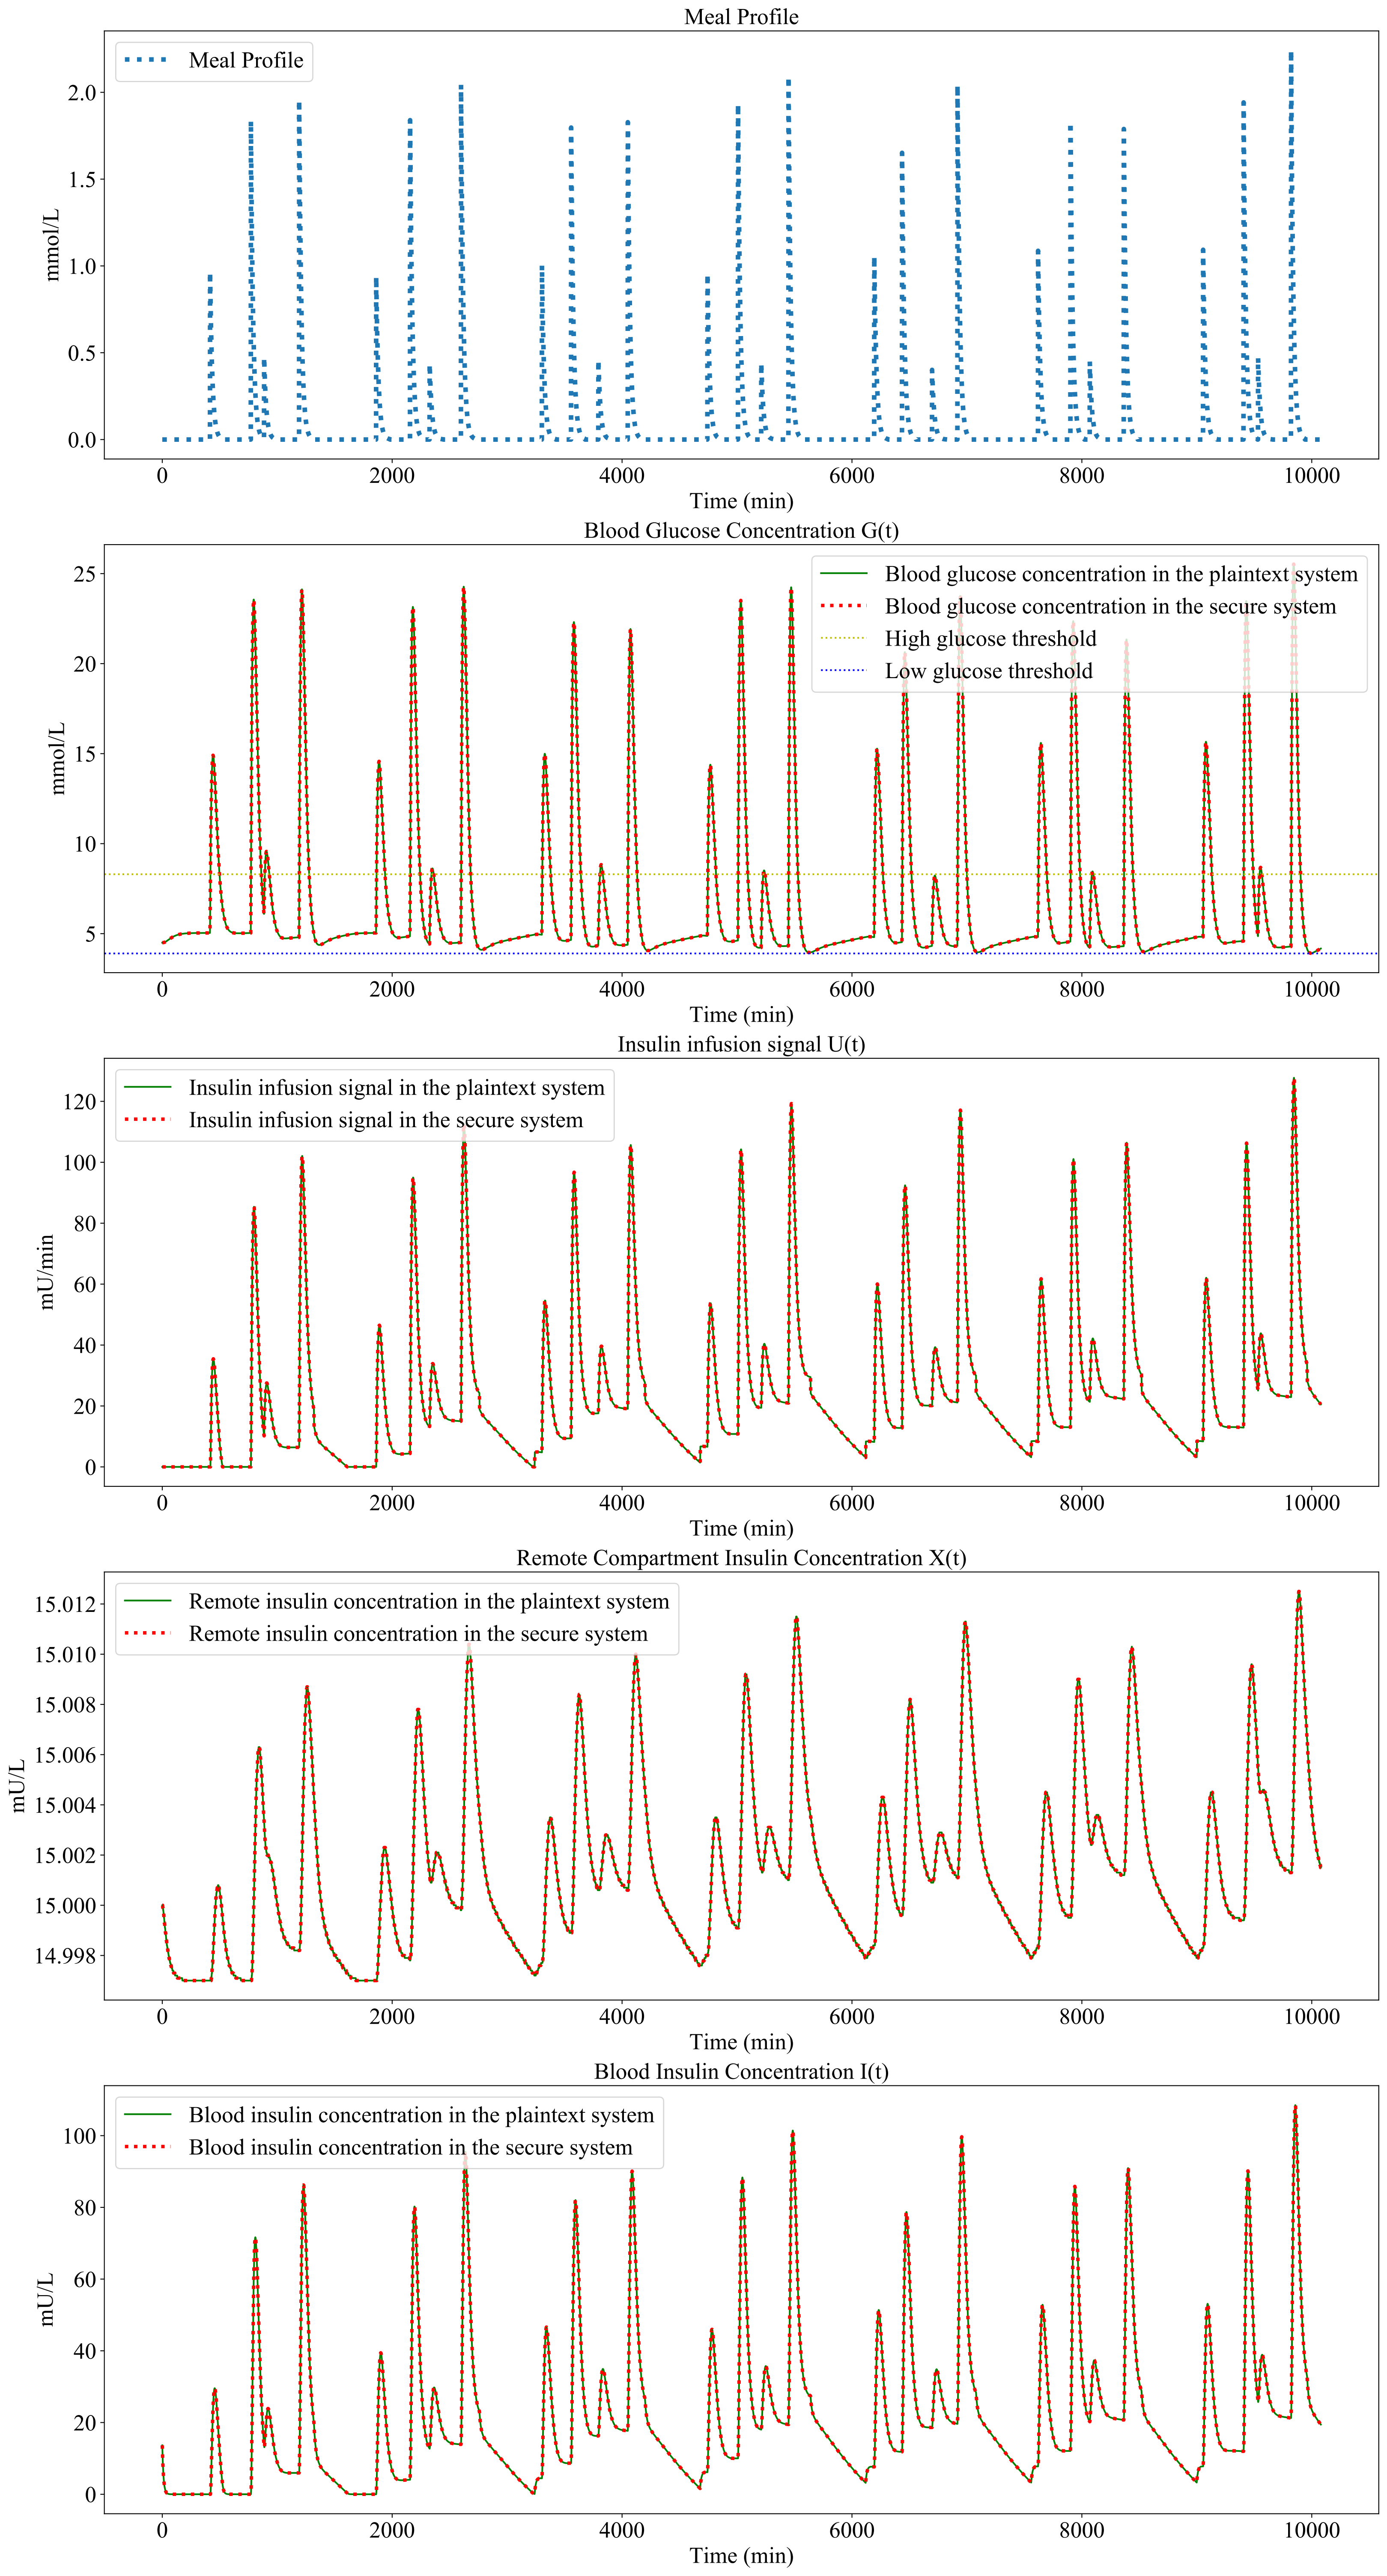 Meal Profile
Meal Profile
2.0
1.5
1.0
0.5
0.0
mmol/L
0 2000 4000 6000 8000 10000
Time (min)
Blood Glucose Concentration G(t)
Blood glucose concentration in the plaintext system
Blood glucose concentration in the secure system
High glucose threshold
Low glucose threshold
25
20
15
10
5
mmol/L
0 2000 4000 6000 8000 10000
Time (min)
Insulin infusion signal U(t)
Insulin infusion signal in the plaintext system
Insulin infusion signal in the secure system
120
100
80
60
40
20
0
mU/min
0 2000 4000 6000 8000 10000
Time (min)
Remote Compartment Insulin Concentration X(t)
Remote insulin concentration in the plaintext system
Remote insulin concentration in the secure system
15.012
15.010
15.008
15.006
15.004
15.002
15.000
14.998
mU/L
0 2000 4000 6000 8000 10000
Time (min)
Blood Insulin Concentration I(t)
Blood insulin concentration in the plaintext system
Blood insulin concentration in the secure system
100
80
60
40
20
0
mU/L
0 2000 4000 6000 8000 10000
Time (min)